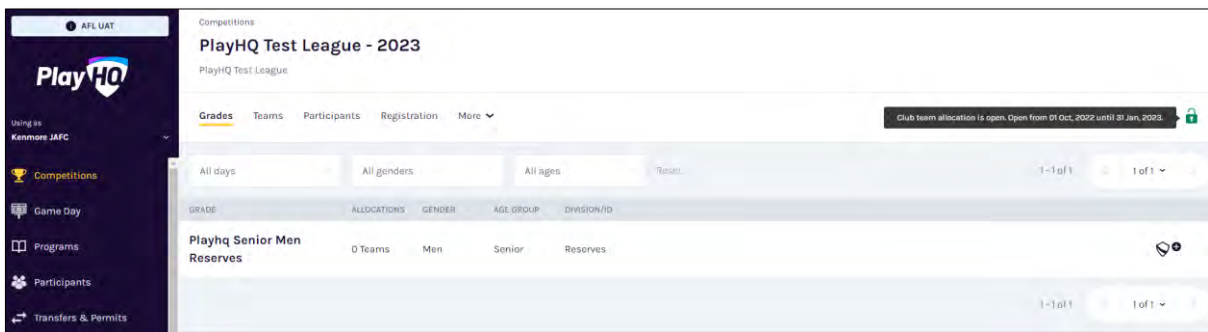 AFL UAT
PlayHQ
Using as
Kenmore JAFC
Competitions
Game Day
Programs
Participants
Transfers & Permits
Competitions
PlayHQ Test League - 2023
PlayHQ Test League
Grades Teams Participants Registration More
Club team allocation is open. Open from 01 Oct, 2022 until 31 Jan, 2023.
All days All genders All ages Reset
1-1 of 1 1 of 1
GRADE ALLOCATIONS GENDER AGE GROUP DIVISION/ID
Playhq Senior Men Reserves 0 Teams Men Senior Reserves
1-1 of 1 1 of 1